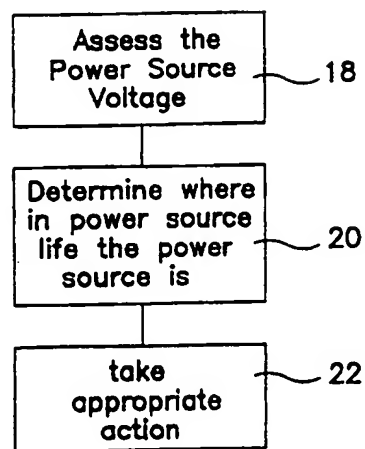 Assess the
Power Source
Voltage
18
Determine where
in power source
life the power
source is
20
take
appropriate
action
22